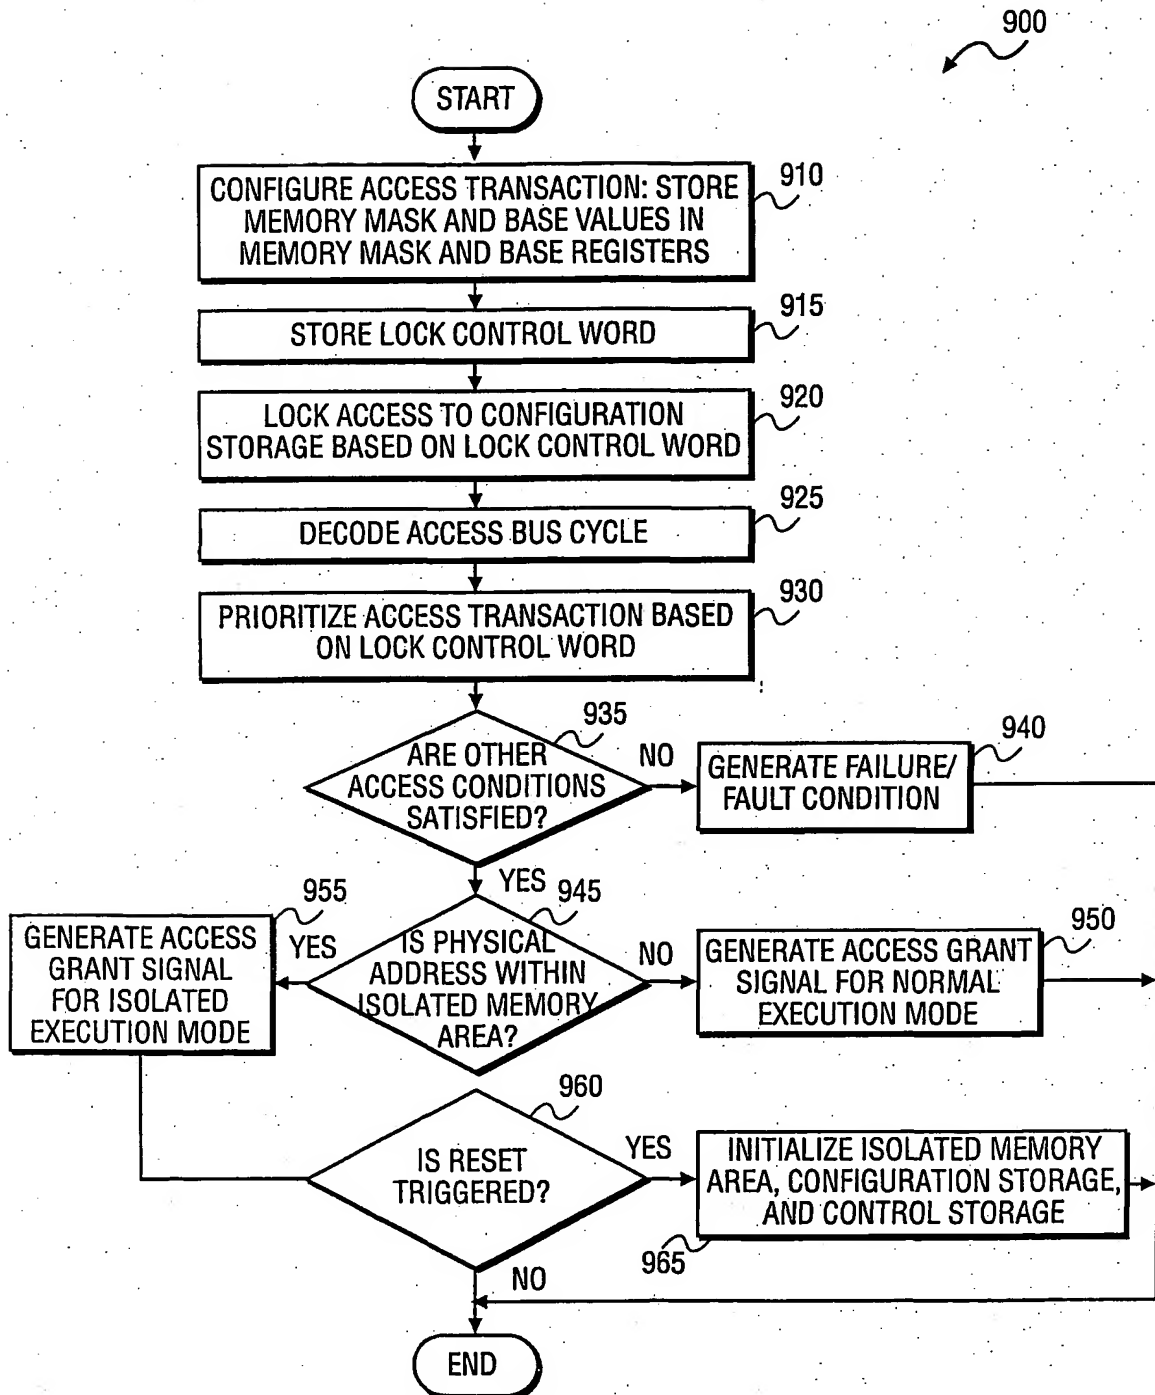 900
START
CONFIGURE ACCESS TRANSACTION: STORE
MEMORY MASK AND BASE VALUES IN
MEMORY MASK AND BASE REGISTERS
910
STORE LOCK CONTROL WORD
915
LOCK ACCESS TO CONFIGURATION
STORAGE BASED ON LOCK CONTROL WORD
920
DECODE ACCESS BUS CYCLE
925
PRIORITIZE ACCESS TRANSACTION BASED
ON LOCK CONTROL WORD
930
ARE OTHER
ACCESS CONDITIONS
SATISFIED?
935
NO
GENERATE FAILURE/
FAULT CONDITION
940
YES
IS PHYSICAL
ADDRESS WITHIN
ISOLATED MEMORY
AREA?
945
NO
GENERATE ACCESS GRANT
SIGNAL FOR NORMAL
EXECUTION MODE
950
YES
GENERATE ACCESS
GRANT SIGNAL
FOR ISOLATED
EXECUTION MODE
955
IS RESET
TRIGGERED?
960
YES
INITIALIZE ISOLATED MEMORY
AREA, CONFIGURATION STORAGE,
AND CONTROL STORAGE
965
NO
END